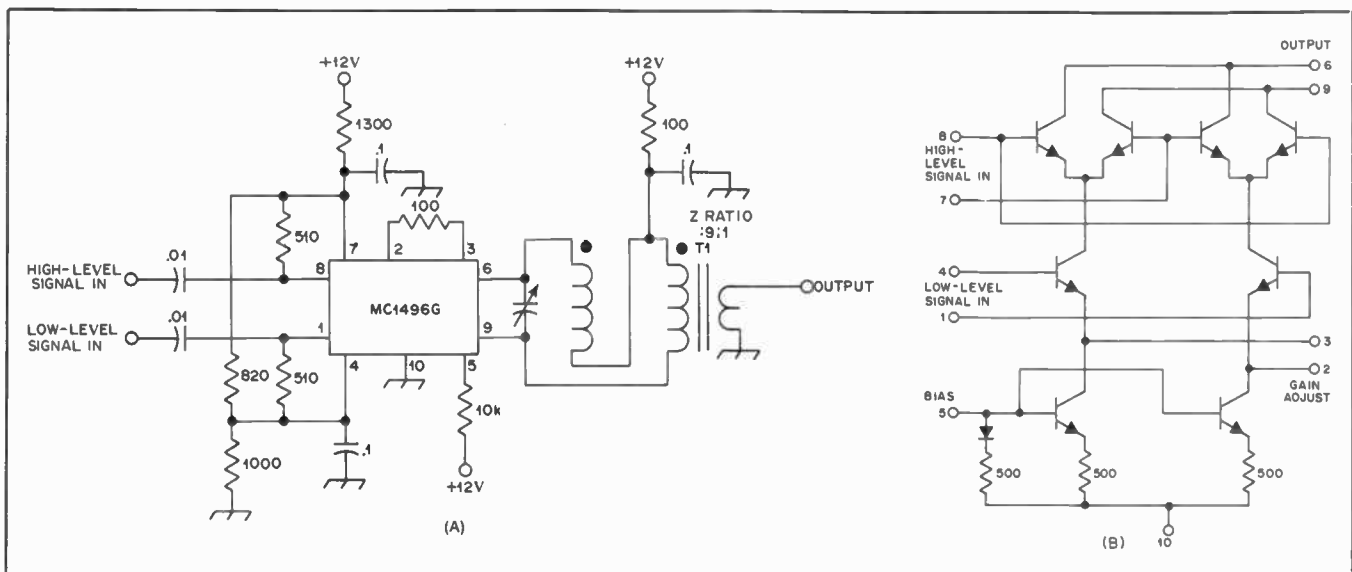 +12V
1300
.1
510
100
2
3
7
8
6
HIGH-LEVEL
SIGNAL IN
.01
MC1496G
LOW-LEVEL
SIGNAL IN
.01
1
9
4
10
5
820
510
10k
1000
.1
+12V
(A)
+12V
100
.1
Z RATIO
:9:1
T1
OUTPUT
OUTPUT
6
9
8
HIGH-
LEVEL
SIGNAL IN
7
4
LOW-LEVEL
SIGNAL IN
1
3
2
GAIN
ADJUST
BIAS
5
500
500
500
(B)
10